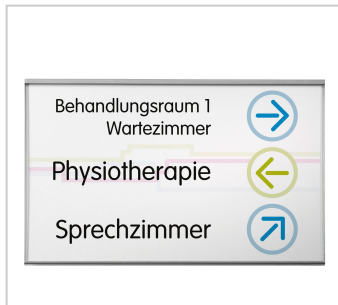 Behandlungsraum 1
Wartezimmer
Physiotherapie
Sprechzimmer